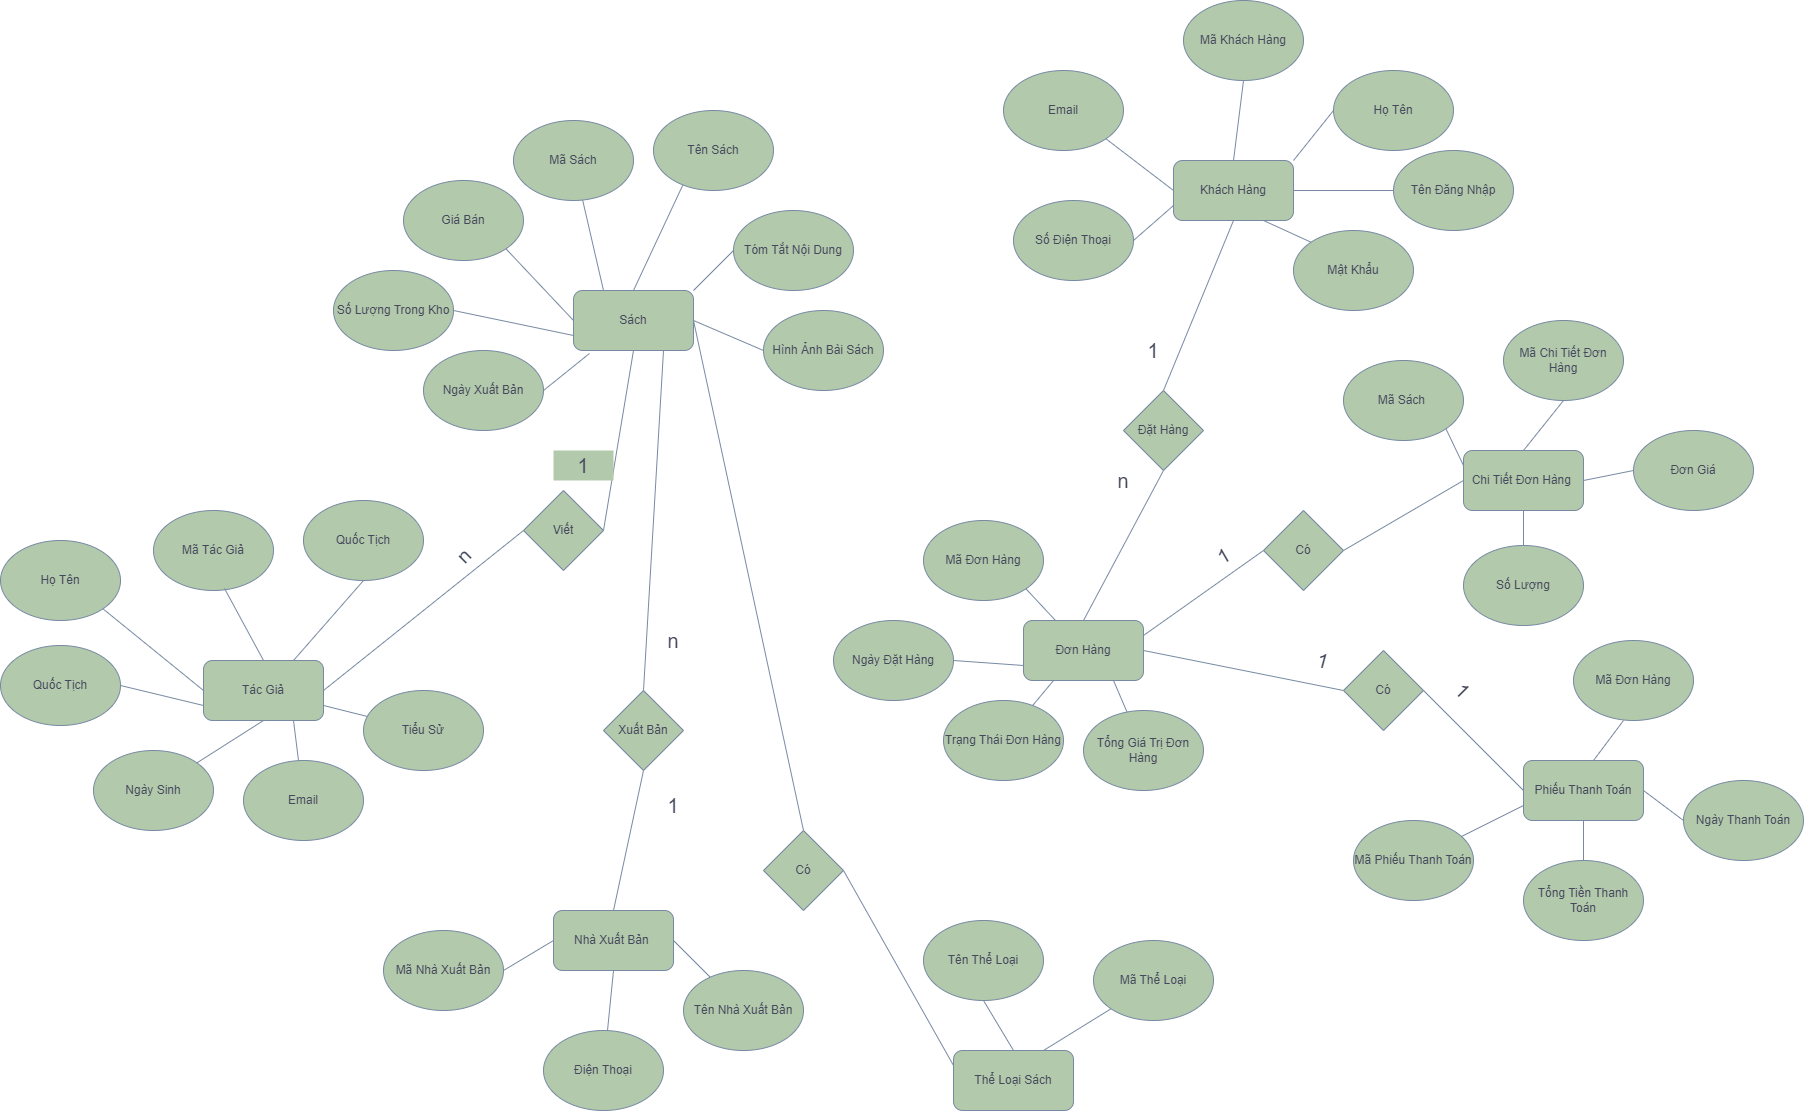 Mã Khách Hàng
Email
Họ Tên
Khách Hàng
Tên Đăng Nhập
Số Điện Thoại
Mật Khẩu
Mã Sách
Tên Sách
Giá Bán
Tóm Tắt Nội Dung
Số Lượng Trong Kho
Sách
Hình Ảnh Bài Sách
Ngày Xuất Bản
1
Đặt Hàng
n
Mã Chi Tiết Đơn
Hàng
Mã Sách
Chi Tiết Đơn Hàng
Đơn Giá
Số Lượng
1
Viết
n
Mã Tác Giả
Quốc Tịch
Họ Tên
Quốc Tịch
Tác Giả
Tiểu Sử
Ngày Sinh
Email
Có
1
Mã Đơn Hàng
Ngày Đặt Hàng
Đơn Hàng
Trạng Thái Đơn Hàng
Tổng Giá Trị Đơn
Hàng
1
Có
1
Mã Đơn Hàng
Phiếu Thanh Toán
Ngày Thanh Toán
Mã Phiếu Thanh Toán
Tổng Tiền Thanh
Toán
n
Xuất Bản
1
Có
Nhà Xuất Bản
Mã Nhà Xuất Bản
Tên Nhà Xuất Bản
Điện Thoại
Tên Thể Loại
Mã Thể Loại
Thể Loại Sách